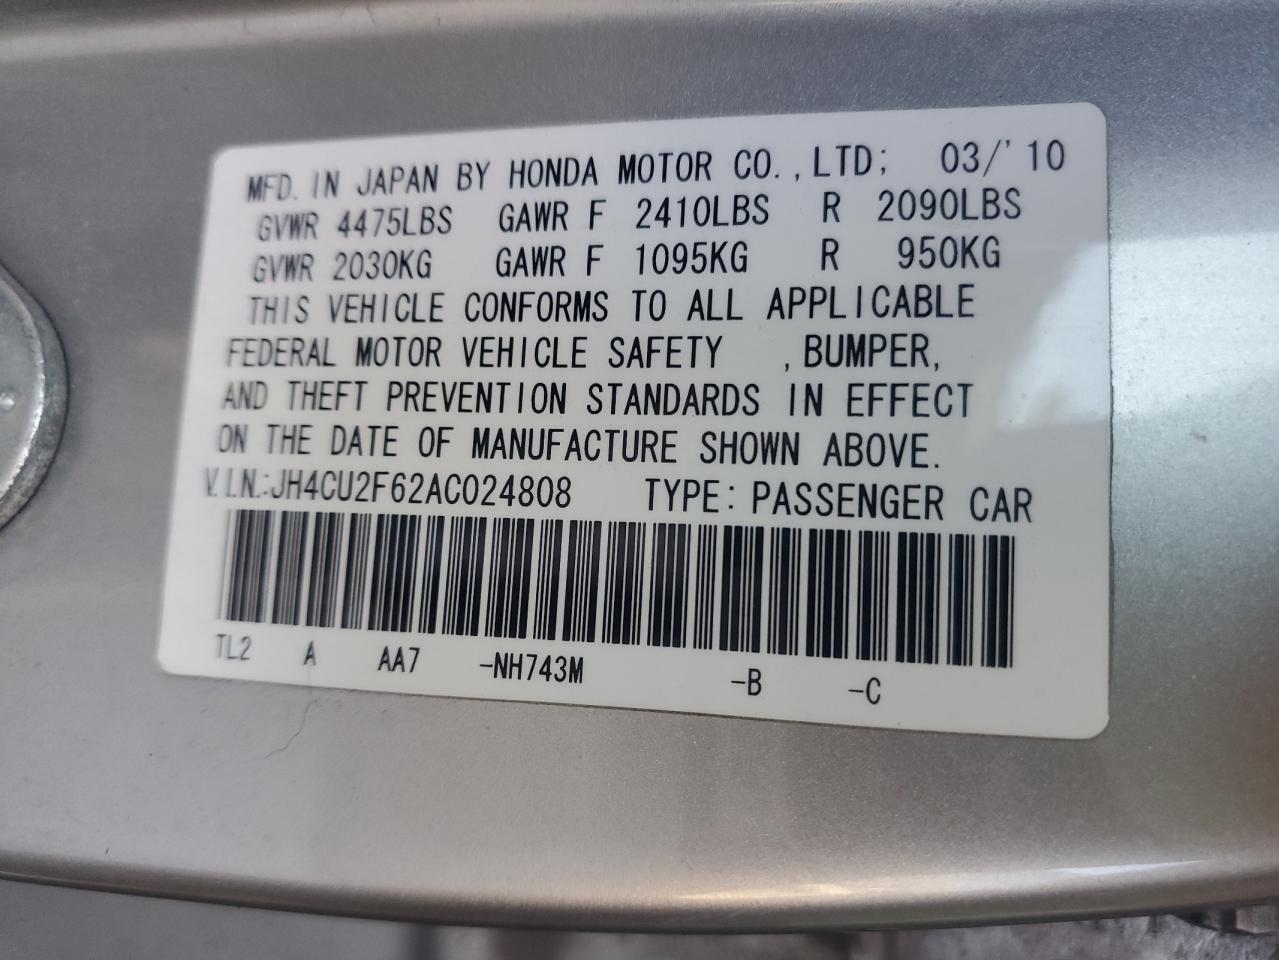 MFD. IN JAPAN BY HONDA MOTOR CO., LTD; 03/'10
GVWR 4475LBS GAWR F 2410LBS R 2090LBS
GVWR 2030KG GAWR F 1095KG R 950KG
THIS VEHICLE CONFORMS TO ALL APPLICABLE
FEDERAL MOTOR VEHICLE SAFETY , BUMPER,
AND THEFT PREVENTION STANDARDS IN EFFECT
ON THE DATE OF MANUFACTURE SHOWN ABOVE.
V.I.N.:JH4CU2F62AC024808 TYPE: PASSENGER CAR
TL2 A AA7 -NH743M -B -C